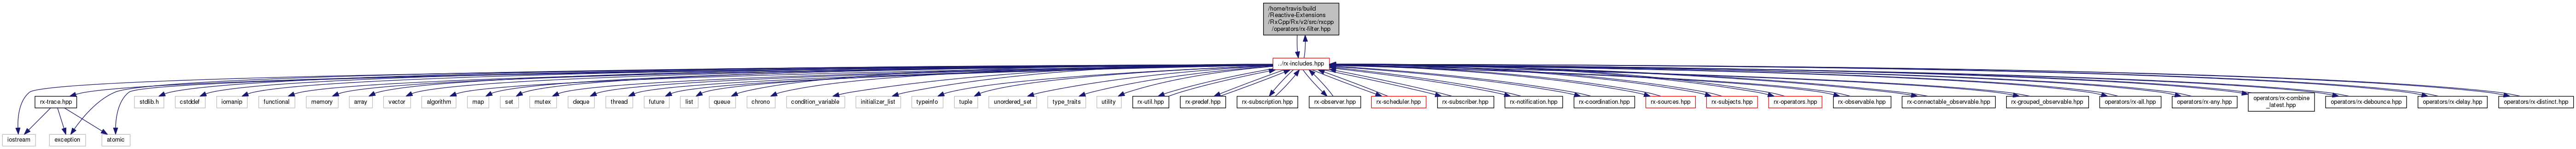 /home/travis/build
/Reactive-Extensions
/RxCpp/Rx/v2/src/rxcpp
/operators/rx-filter.hpp
../rx-includes.hpp
rx-trace.hpp
stdlib.h
cstddef
iomanip
functional
memory
array
vector
algorithm
map
set
mutex
deque
thread
future
list
queue
chrono
condition_variable
initializer_list
typeinfo
tuple
unordered_set
type_traits
utility
rx-util.hpp
rx-predef.hpp
rx-subscription.hpp
rx-observer.hpp
rx-scheduler.hpp
rx-subscriber.hpp
rx-notification.hpp
rx-coordination.hpp
rx-sources.hpp
rx-subjects.hpp
rx-operators.hpp
rx-observable.hpp
rx-connectable_observable.hpp
rx-grouped_observable.hpp
operators/rx-all.hpp
operators/rx-any.hpp
operators/rx-combine
_latest.hpp
operators/rx-debounce.hpp
operators/rx-delay.hpp
operators/rx-distinct.hpp
iostream
exception
atomic